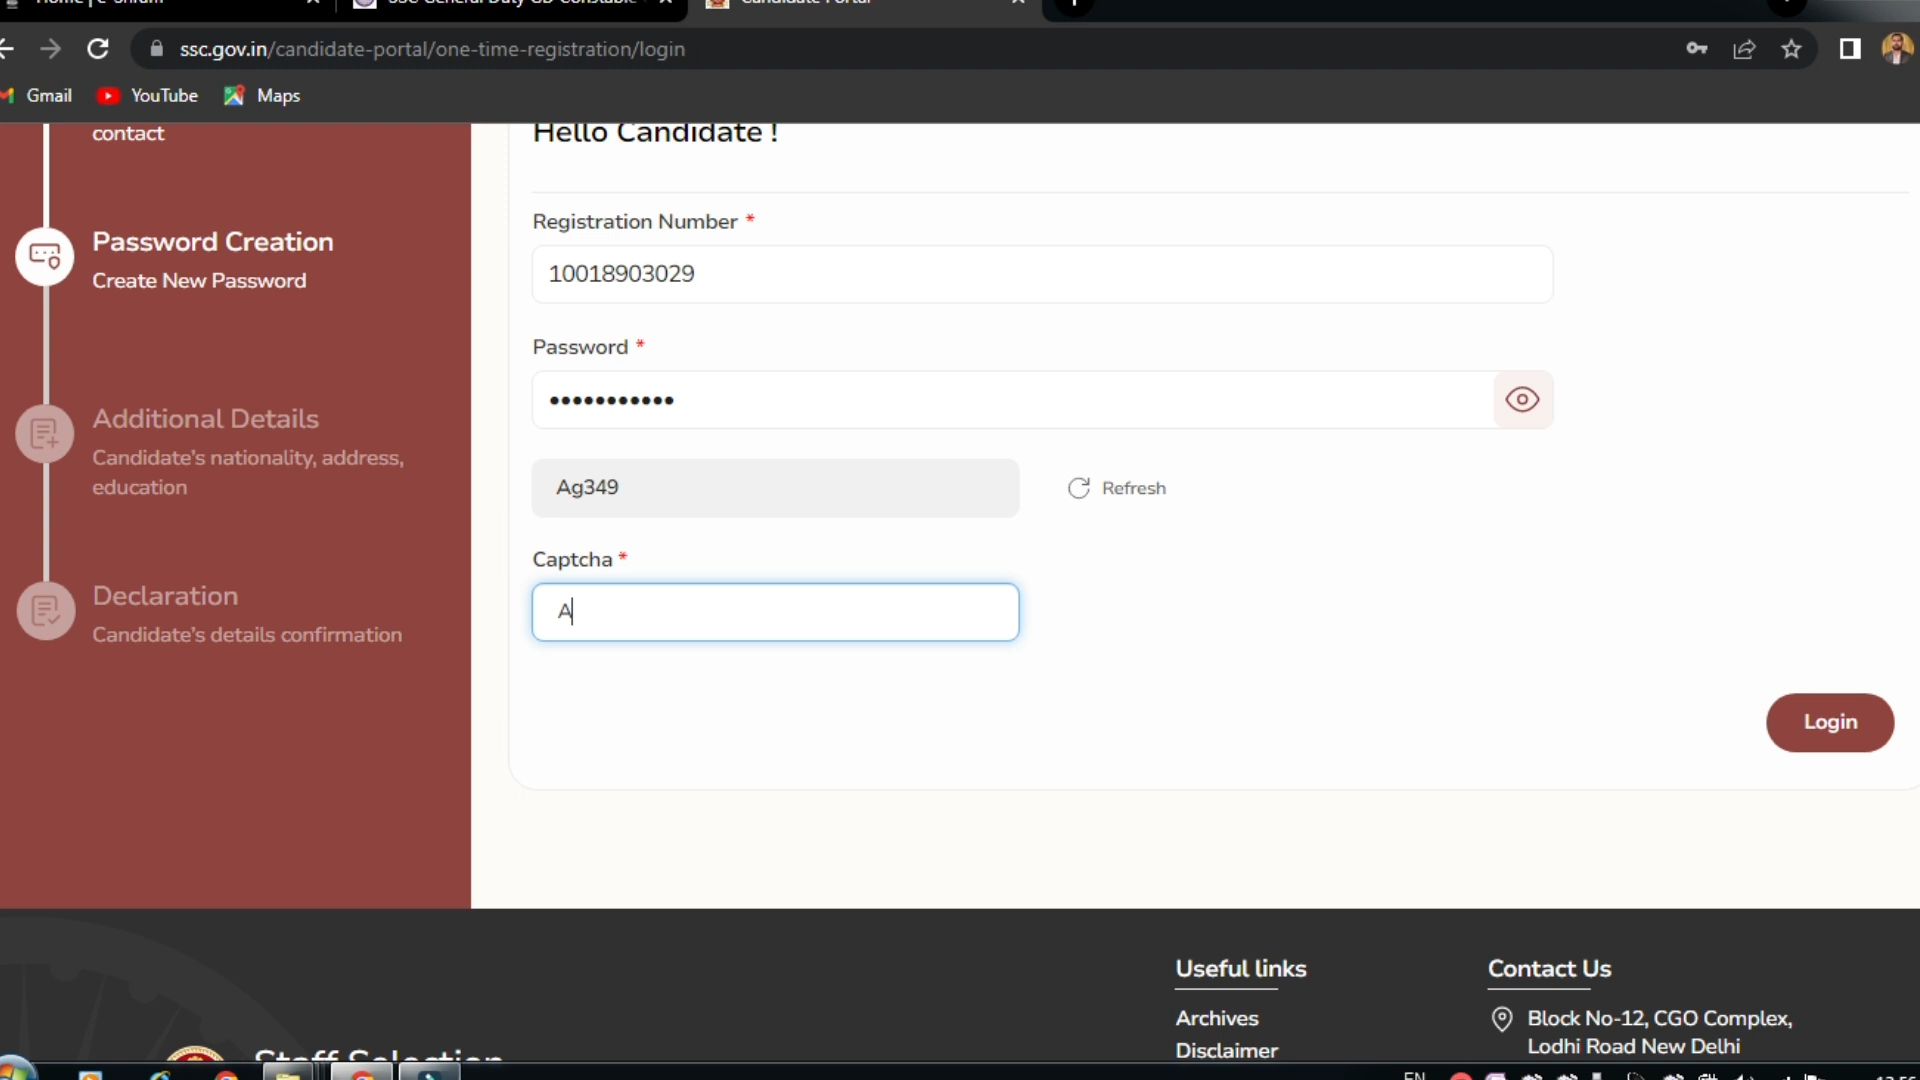 ssc.gov.in/candidate-portal/one-time-registration/login
Gmail
YouTube
Maps
contact
Password Creation
Create New Password
Additional Details
Candidate's nationality, address,
education
Declaration
Candidate's details confirmation
Hello Candidate !
Registration Number *
10018903029
Password *
•••••••••••
Ag349
Refresh
Captcha *
A
Login
Useful links
Archives
Disclaimer
Contact Us
Block No-12, CGO Complex,
Lodhi Road New Delhi
Staff Selection
EN